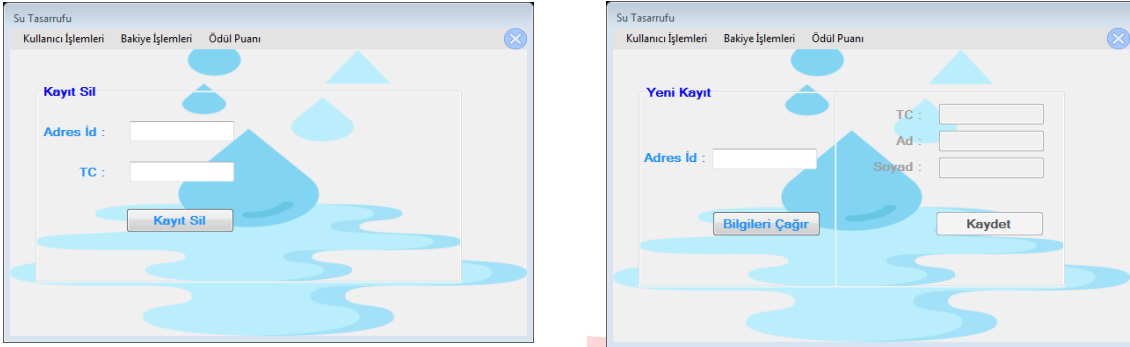 Su Tasarrufu
Kullanıcı İşlemleri Bakiye İşlemleri Ödül Puanı
Kayıt Sil
Adres İd :
TC :
Kayıt Sil
Su Tasarrufu
Kullanıcı İşlemleri Bakiye İşlemleri Ödül Puanı
Yeni Kayıt
Adres İd :
Bilgileri Çağır
TC :
Ad :
Soyad :
Kaydet